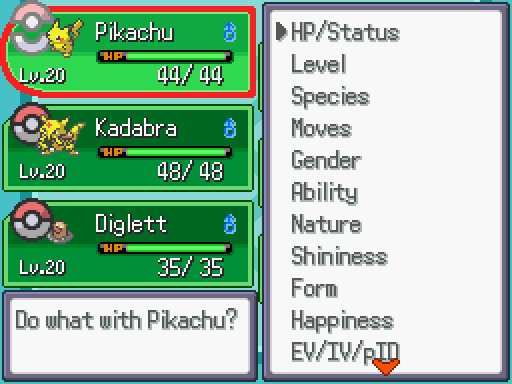 Pikachu ♂
HP
Lv.20 44/ 44
Kadabra ♂
HP
Lv.20 48/ 48
Diglett ♂
HP
Lv.20 35/ 35
Do what with Pikachu?
HP/Status
Level
Species
Moves
Gender
Ability
Nature
Shininess
Form
Happiness
EV/IV/pID